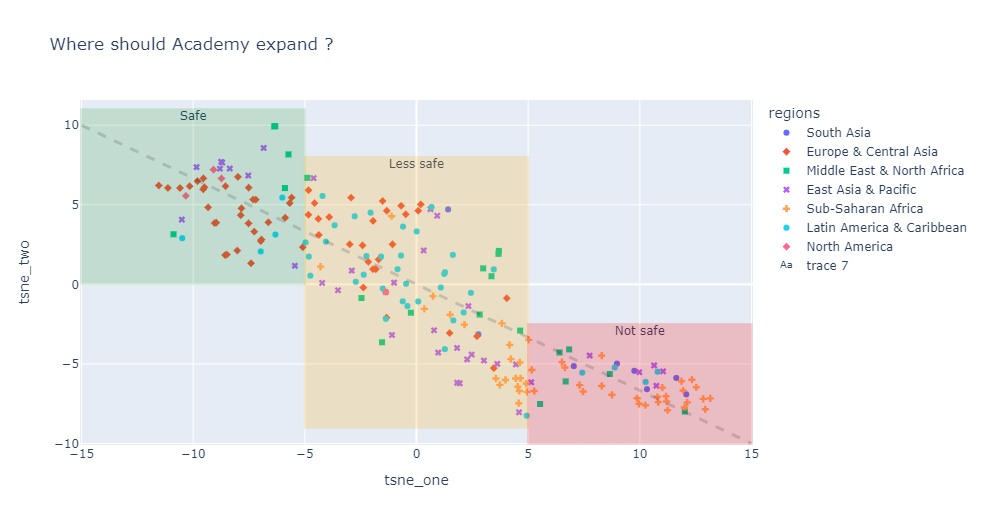 Where should Academy expand ?
regions
South Asia
Europe & Central Asia
Middle East & North Africa
East Asia & Pacific
Sub-Saharan Africa
Latin America & Caribbean
North America
Aa trace 7
Safe
Less safe
Not safe
10
5
0
−5
−10
tsne_two
−15 −10 −5 0 5 10 15
tsne_one